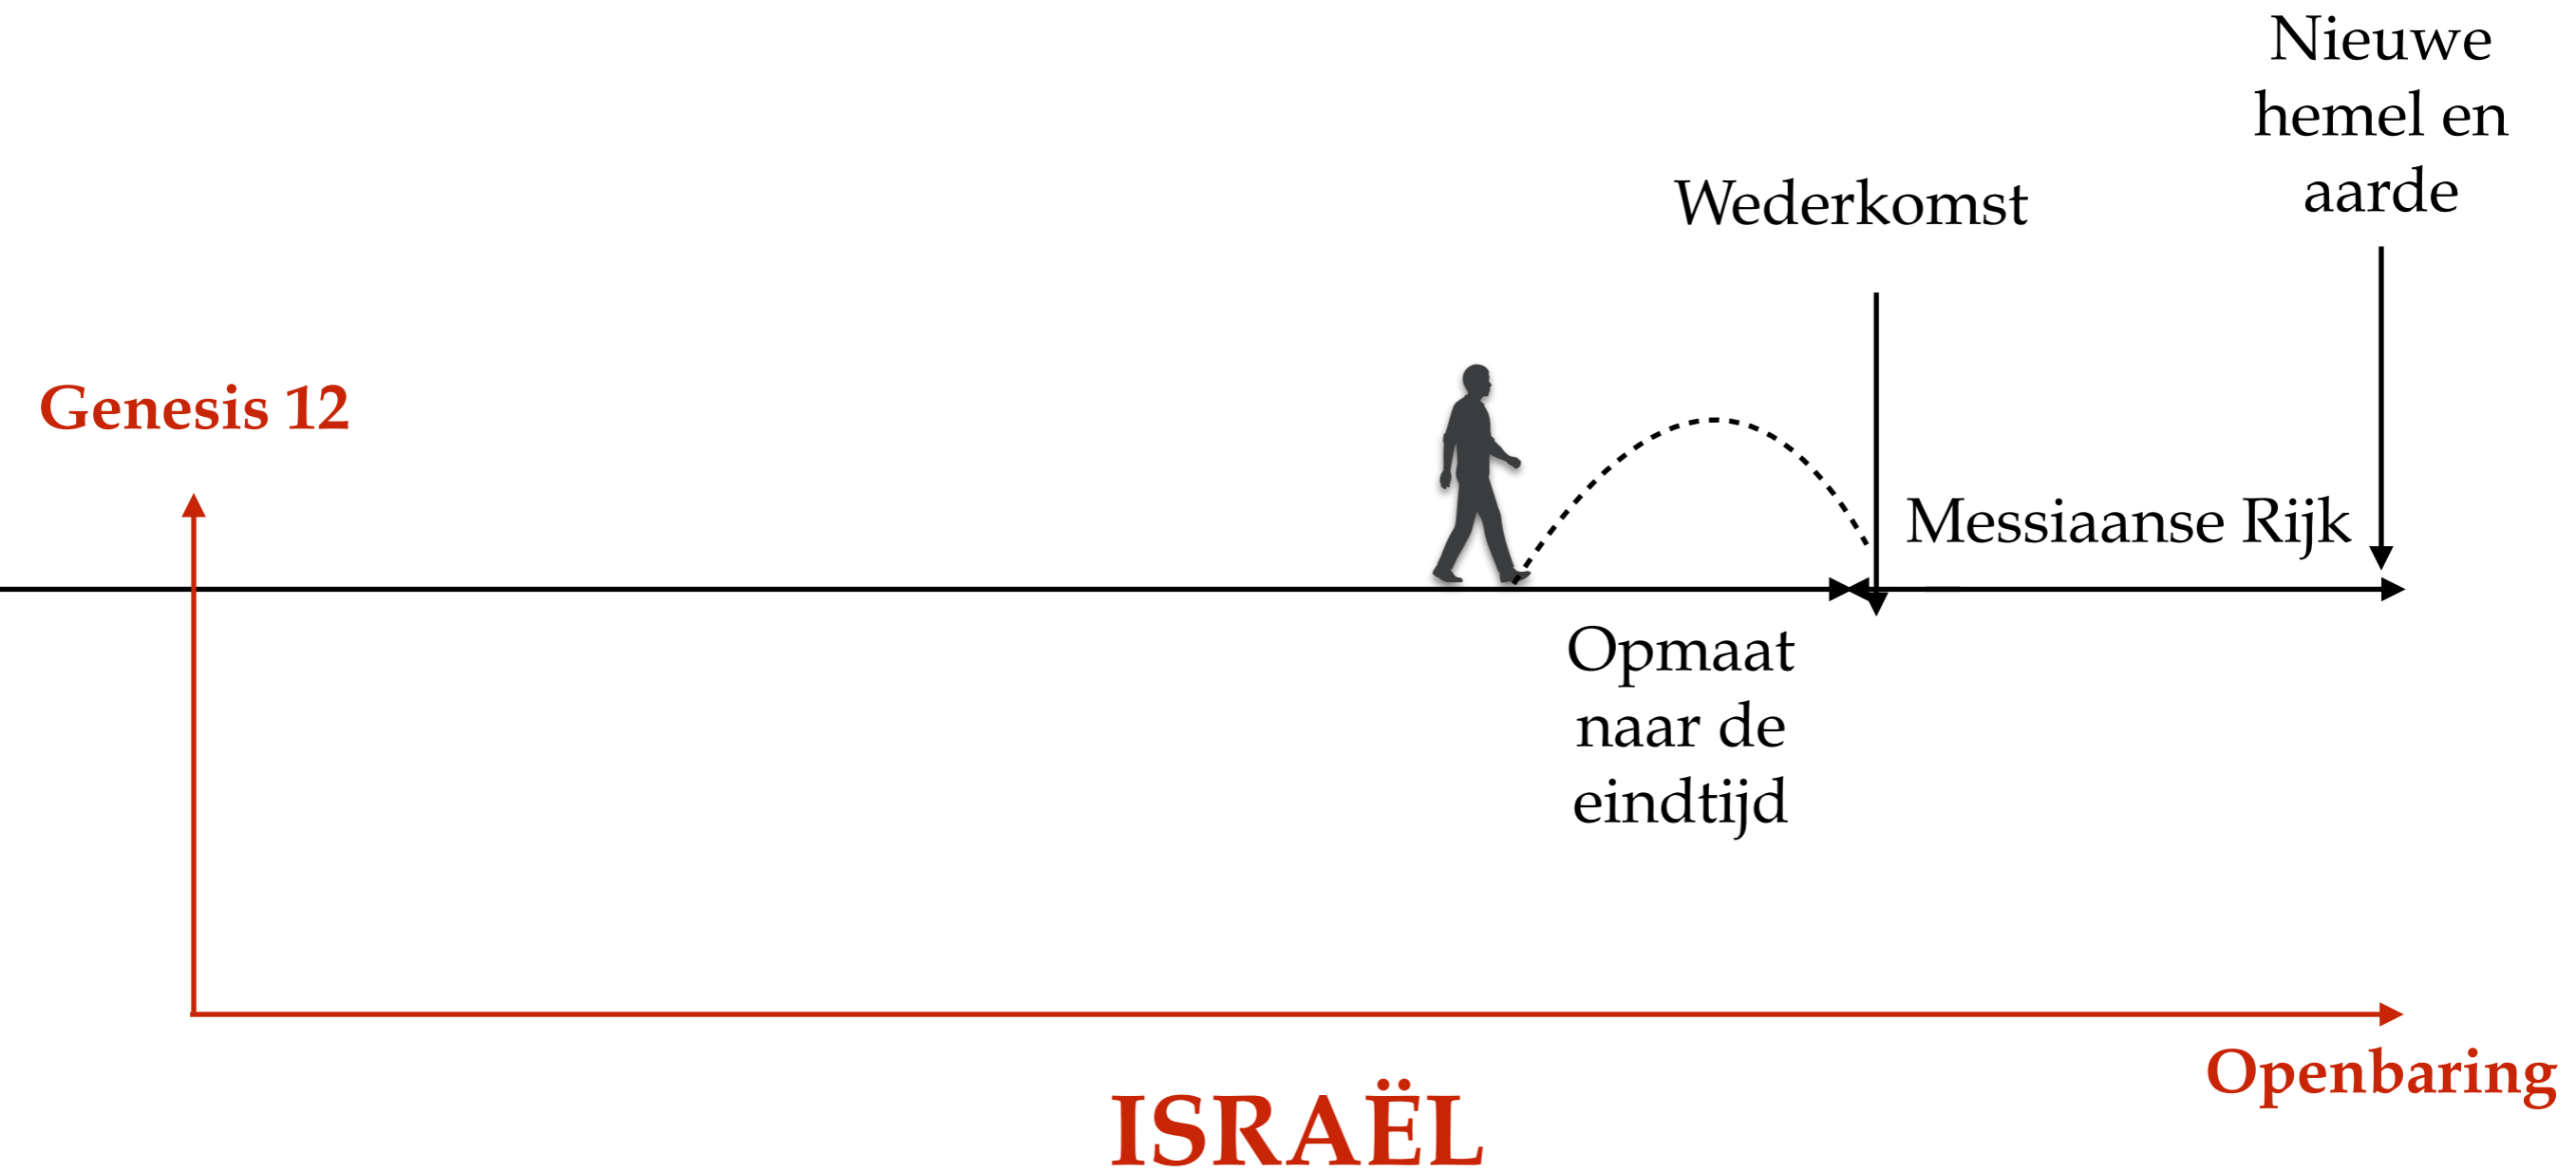 Nieuwe
hemel en
aarde
Wederkomst
Genesis 12
Messiaanse Rijk
Opmaat
naar de
eindtijd
Openbaring
ISRAËL